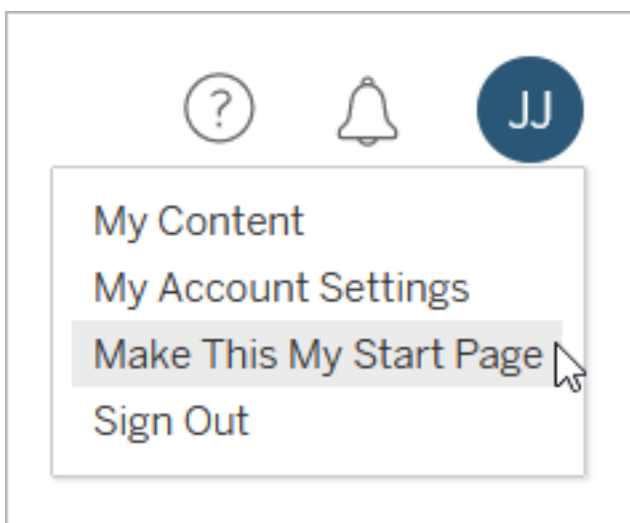 ?
JJ
My Content
My Account Settings
Make This My Start Page
Sign Out